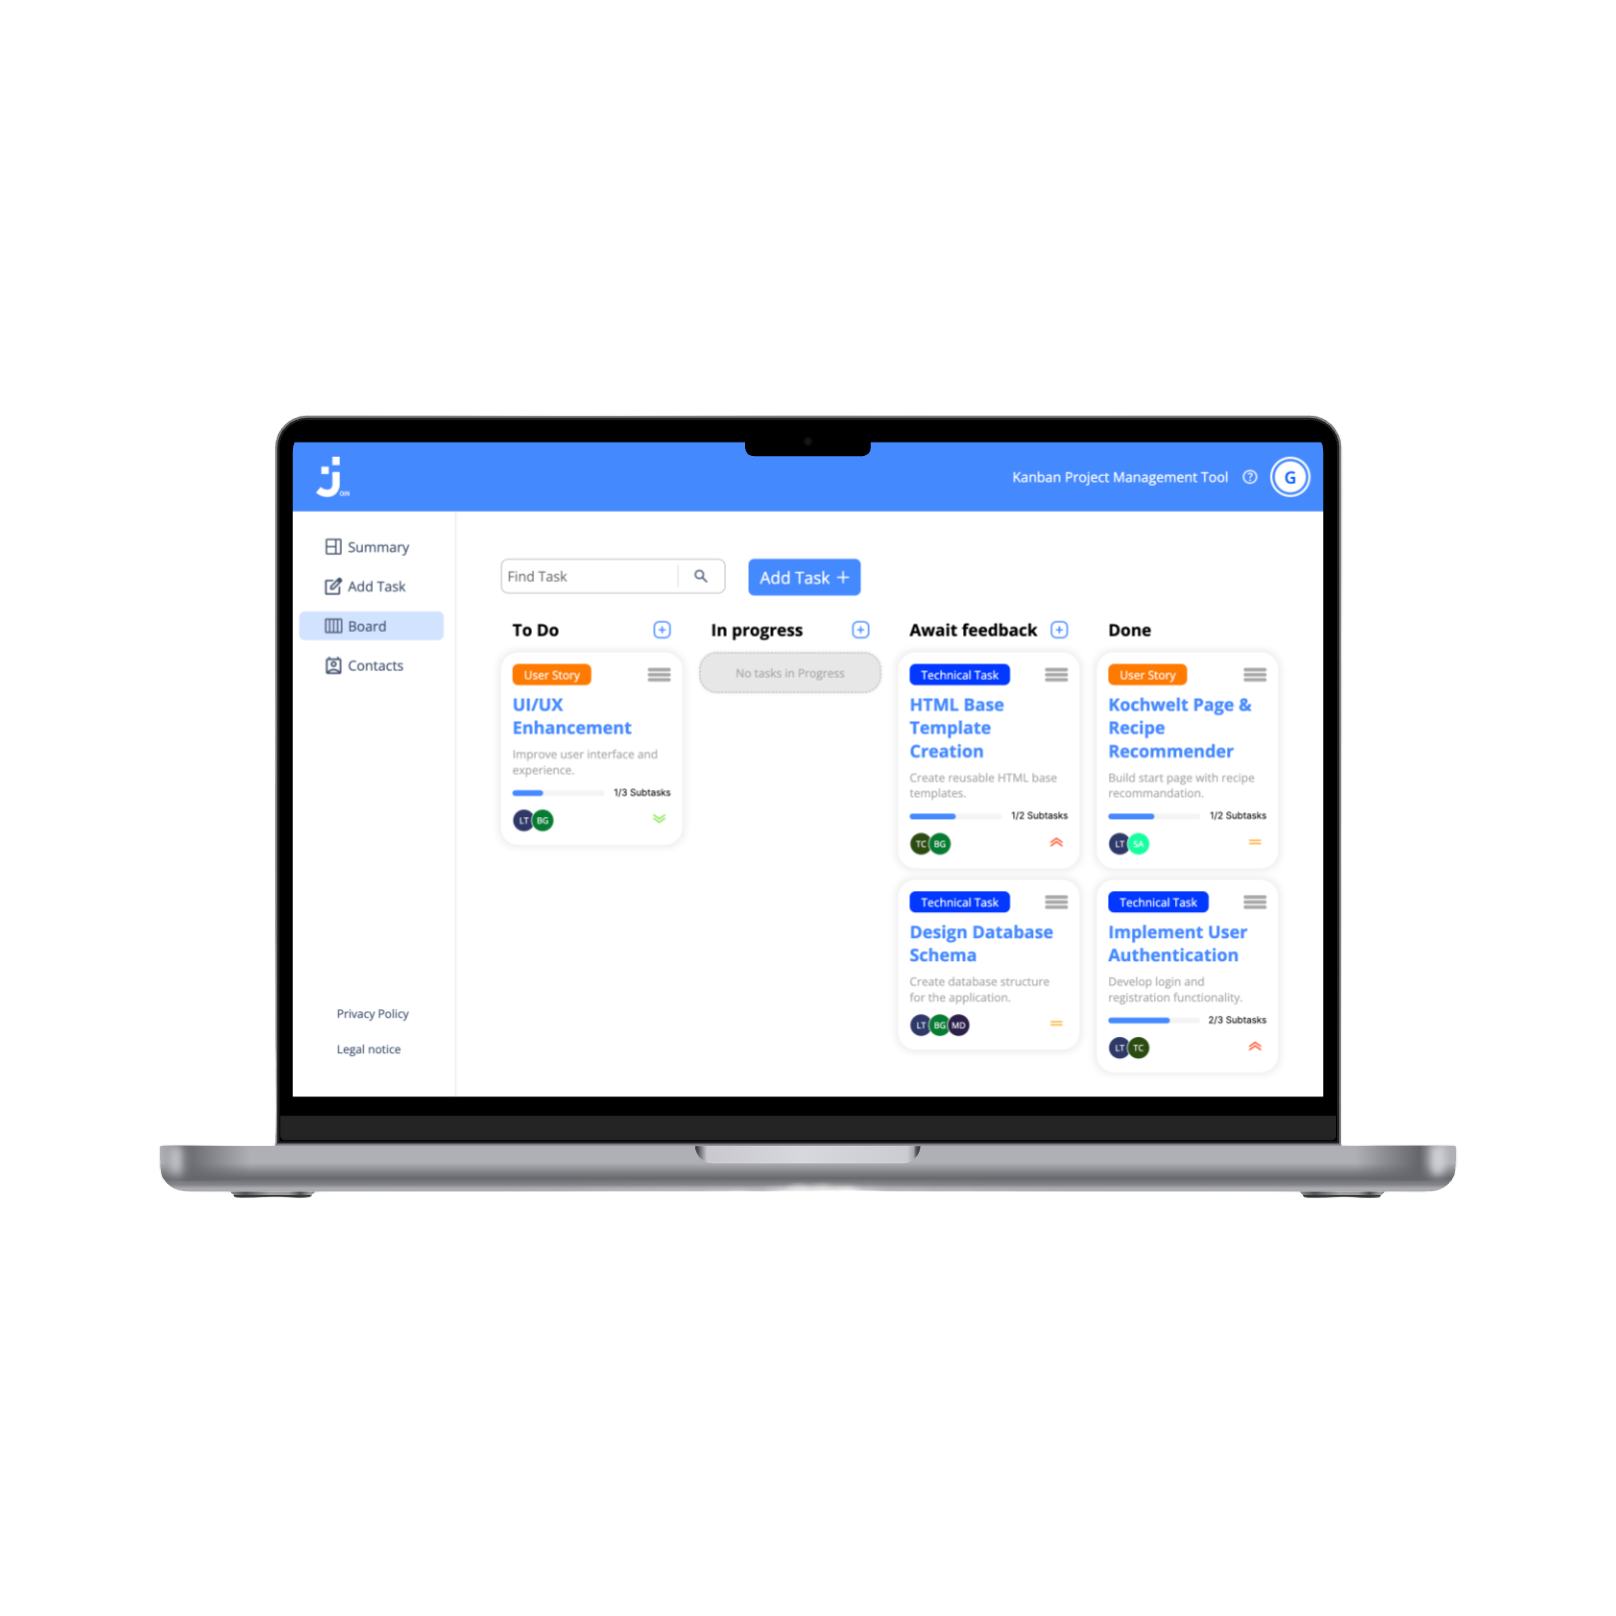 Join
Kanban Project Management Tool
G
Summary
Add Task
Board
Contacts
Privacy Policy
Legal notice
Find Task
Add Task +
To Do
User Story
UI/UX
Enhancement
Improve user interface and
experience.
1/3 Subtasks
LT BG
In progress
No tasks in Progress
Await feedback
Technical Task
HTML Base
Template
Creation
Create reusable HTML base
templates.
1/2 Subtasks
TC BG
Technical Task
Design Database
Schema
Create database structure
for the application.
LT BG MD
Done
User Story
Kochwelt Page &
Recipe
Recommender
Build start page with recipe
recommandation.
1/2 Subtasks
LT SA
Technical Task
Implement User
Authentication
Develop login and
registration functionality.
2/3 Subtasks
LT TC